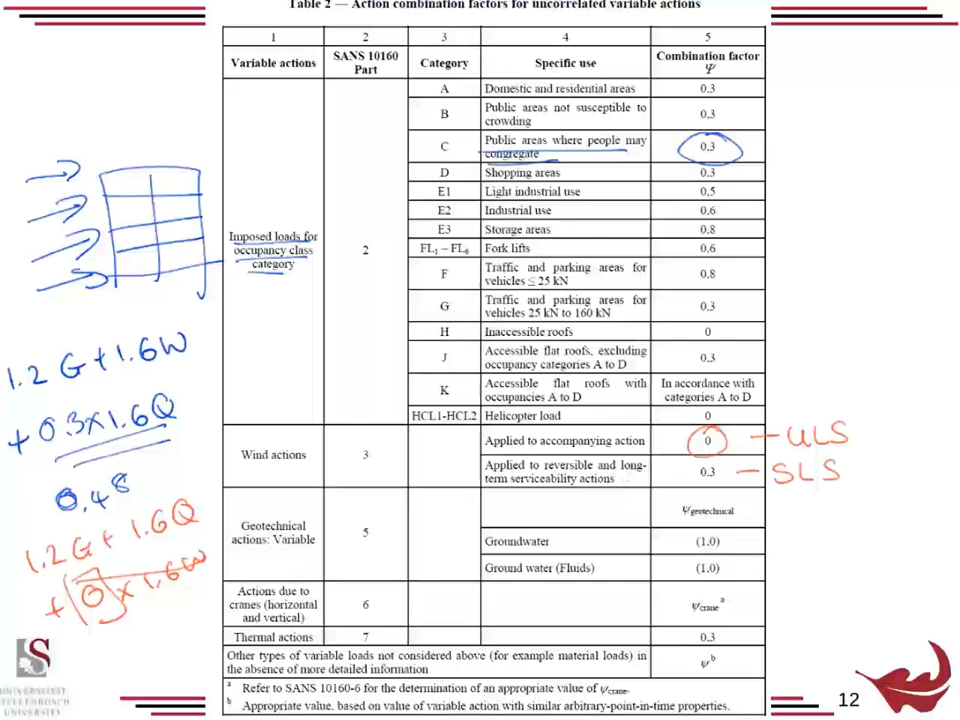 Table 2 — Action combination factors for uncorrelated variable actions
1 2 3 4 5
Variable actions SANS 10160 Part Category Specific use Combination factor Ψ
Imposed loads for occupancy class category 2 A Domestic and residential areas 0.3
B Public areas not susceptible to crowding 0.3
C Public areas where people may congregate 0.3
D Shopping areas 0.3
E1 Light industrial use 0.5
E2 Industrial use 0.6
E3 Storage areas 0.8
FL₁ – FL₆ Fork lifts 0.6
F Traffic and parking areas for vehicles ≤ 25 kN 0,8
G Traffic and parking areas for vehicles 25 kN to 160 kN 0.3
H Inaccessible roofs 0
J Accessible flat roofs, excluding occupancy categories A to D 0.3
K Accessible flat roofs with occupancies A to D In accordance with categories A to D
HCL1-HCL2 Helicopter load 0
Wind actions 3 Applied to accompanying action 0 – ULS
Applied to reversible and long-term serviceability actions 0.3 – SLS
Geotechnical actions: Variable 5 Ψgeotechnical
Groundwater (1.0)
Ground water (Fluids) (1.0)
Actions due to cranes (horizontal and vertical) 6 Ψcrane ᵃ
Thermal actions 7 0.3
Other types of variable loads not considered above (for example material loads) in the absence of more detailed information Ψᵇ
ᵃ Refer to SANS 10160-6 for the determination of an appropriate value of Ψcrane.
ᵇ Appropriate value, based on value of variable action with similar arbitrary-point-in-time properties.
1.2 G + 1.6W
+ 0.3 x 1.6 Q
0.48
1.2 G + 1.6 Q
+ 0 x 1.6W
UNIVERSITEIT
STELLENBOSCH
UNIVERSITY
12